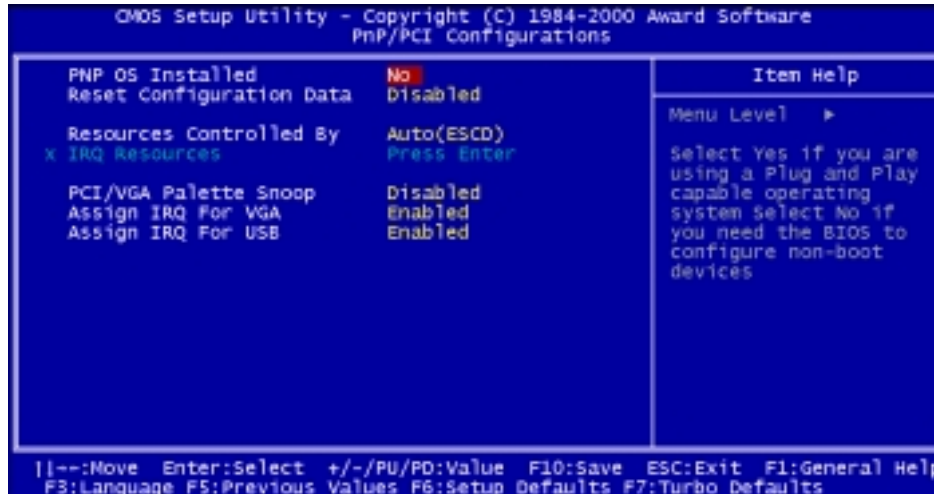 CMOS Setup Utility - Copyright (C) 1984-2000 Award Software
PnP/PCI Configurations
PNP OS Installed No
Reset Configuration Data Disabled
Resources Controlled By Auto(ESCD)
x IRQ Resources Press Enter
PCI/VGA Palette Snoop Disabled
Assign IRQ For VGA Enabled
Assign IRQ For USB Enabled
Item Help
Menu Level ►
Select Yes if you are
using a Plug and Play
capable operating
system Select No if
you need the BIOS to
configure non-boot
devices
:Move Enter:Select +/-/PU/PD:Value F10:Save ESC:Exit F1:General Help
F3:Language F5:Previous Values F6:Setup Defaults F7:Turbo Defaults